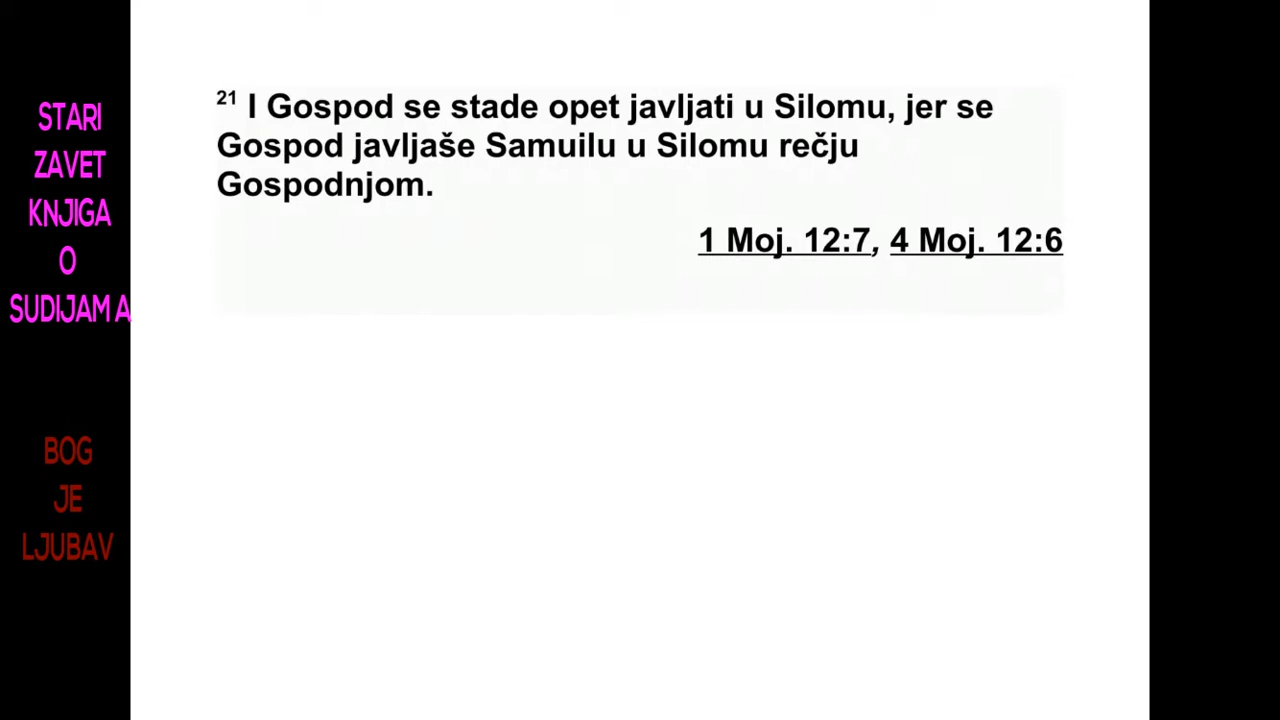 STARI
ZAVET
KNJIGA
O
SUDIJAMA
BOG
JE
LJUBAV
21 I Gospod se stade opet javljati u Silomu, jer se
Gospod javljaše Samuilu u Silomu rečju
Gospodnjom.
1 Moj. 12:7, 4 Moj. 12:6